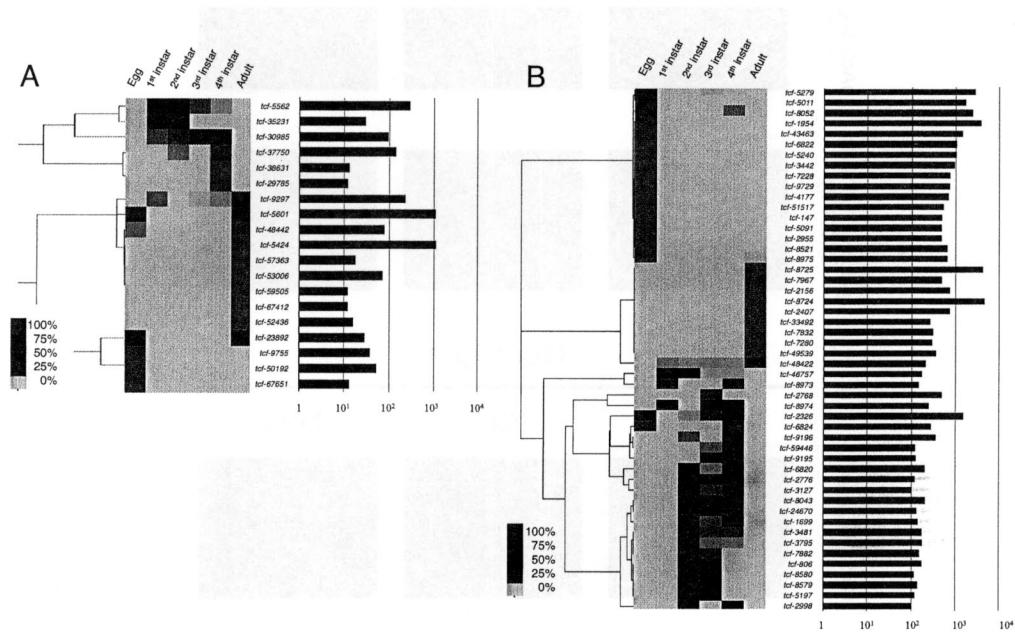 A
Egg
1st instar
2nd instar
3rd instar
4th instar
Adult
tcf-5562
tcf-35231
tcf-30985
tcf-37750
tcf-38631
tcf-29785
tcf-9297
tcf-5601
tcf-48442
tcf-5424
tcf-57363
tcf-53006
tcf-59505
tcf-67412
tcf-52436
tcf-23892
tcf-9755
tcf-50192
tcf-67651
100%
75%
50%
25%
0%
1 10¹ 10² 10³ 10⁴
B
Egg
1st instar
2nd instar
3rd instar
4th instar
Adult
tcf-5279
tcf-5011
tcf-8052
tcf-1954
tcf-43463
tcf-6822
tcf-5240
tcf-3442
tcf-7228
tcf-9729
tcf-4177
tcf-51517
tcf-147
tcf-5091
tcf-2955
tcf-8521
tcf-8975
tcf-8725
tcf-7967
tcf-2156
tcf-8724
tcf-2407
tcf-33492
tcf-7832
tcf-7280
tcf-49539
tcf-48422
tcf-46757
tcf-8973
tcf-2768
tcf-8974
tcf-2326
tcf-6824
tcf-9196
tcf-59446
tcf-9195
tcf-6820
tcf-2776
tcf-3127
tcf-8043
tcf-24670
tcf-1699
tcf-3481
tcf-3795
tcf-7882
tcf-806
tcf-8580
tcf-8579
tcf-5197
tcf-2998
100%
75%
50%
25%
0%
1 10¹ 10² 10³ 10⁴